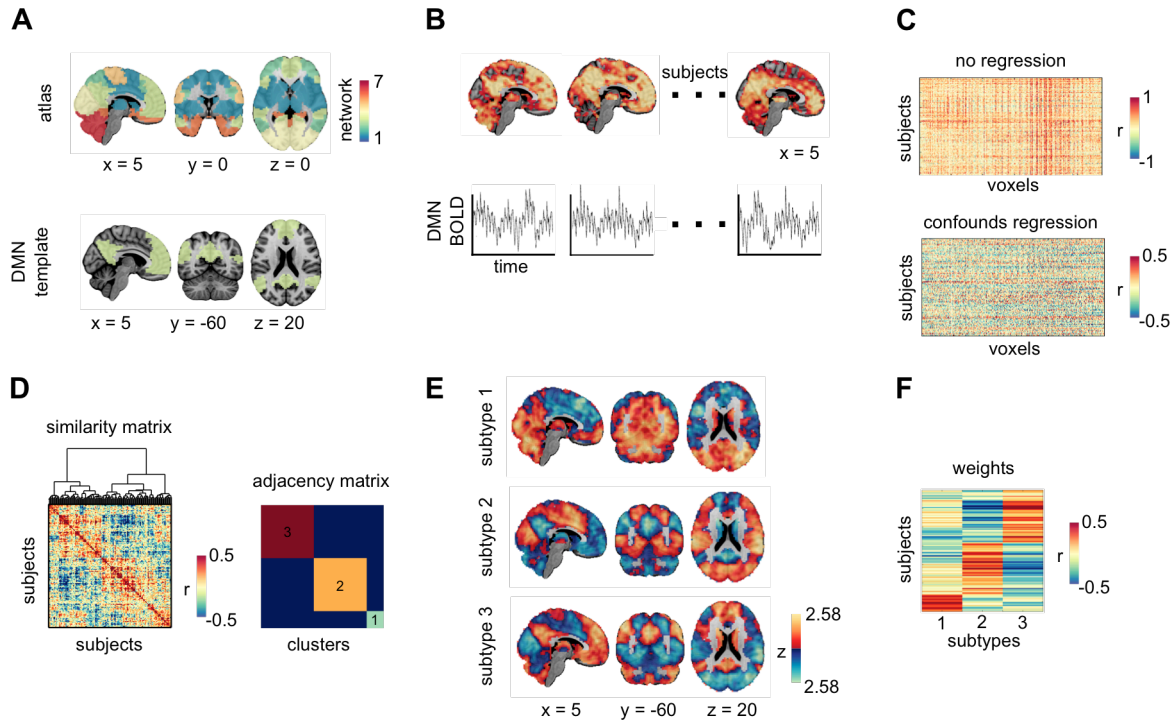 A
atlas
7
network
1
x = 5
y = 0
z = 0
DMN
template
x = 5
y = -60
z = 20
B
subjects
x = 5
DMN
BOLD
time
C
no regression
subjects
voxels
1
r
-1
confounds regression
subjects
voxels
0.5
r
-0.5
D
similarity matrix
subjects
subjects
0.5
r
-0.5
adjacency matrix
3
2
1
clusters
E
subtype 1
subtype 2
subtype 3
2.58
z
2.58
x = 5
y = -60
z = 20
F
weights
subjects
1
2
3
subtypes
0.5
r
-0.5